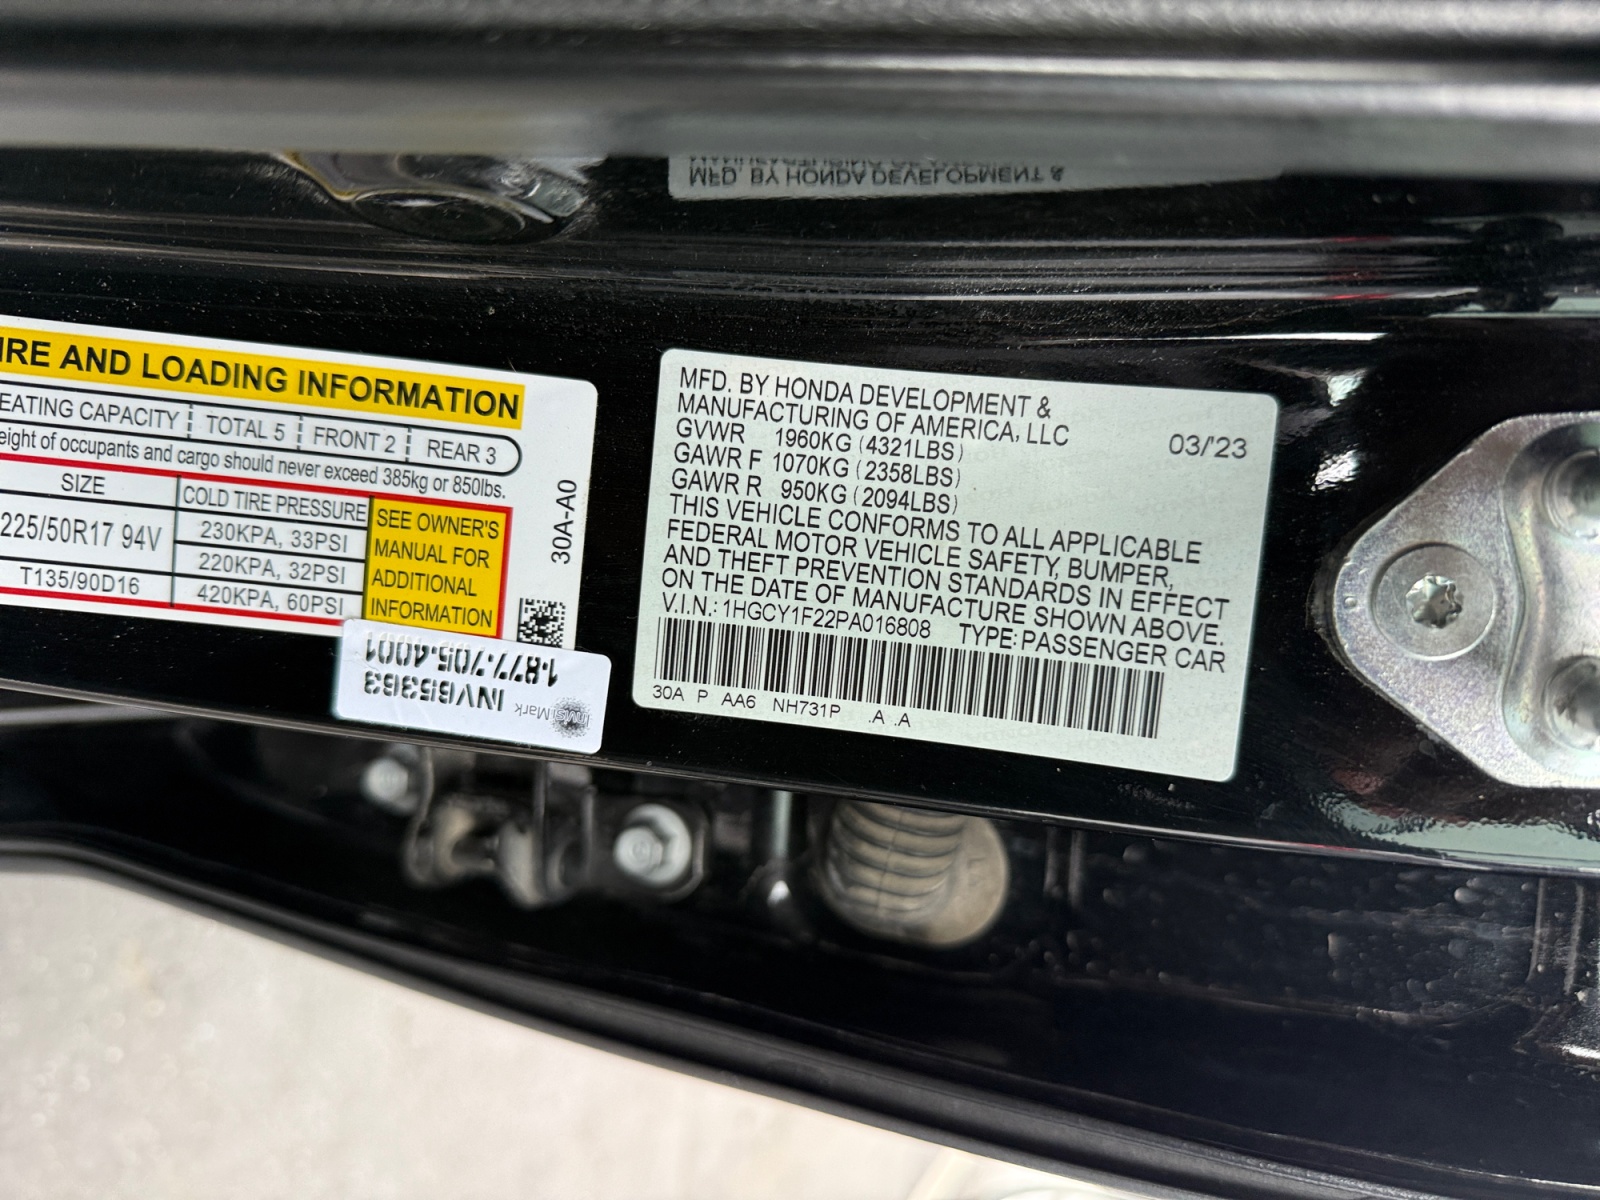 MFD. BY HONDA DEVELOPMENT &
IRE AND LOADING INFORMATION
EATING CAPACITY TOTAL 5 FRONT 2 REAR 3
eight of occupants and cargo should never exceed 385kg or 850lbs.
SIZE COLD TIRE PRESSURE
225/50R17 94V
230KPA, 33PSI
220KPA, 32PSI
T135/90D16 420KPA, 60PSI
SEE OWNER'S
MANUAL FOR
ADDITIONAL
INFORMATION
30A-A0
INV65363
1.877.705.4001
IMSI Mark
MFD. BY HONDA DEVELOPMENT &
MANUFACTURING OF AMERICA, LLC
03/'23
GVWR 1960KG (4321LBS)
GAWR F 1070KG (2358LBS)
GAWR R 950KG (2094LBS)
THIS VEHICLE CONFORMS TO ALL APPLICABLE
FEDERAL MOTOR VEHICLE SAFETY, BUMPER,
AND THEFT PREVENTION STANDARDS IN EFFECT
ON THE DATE OF MANUFACTURE SHOWN ABOVE.
V.I.N.: 1HGCY1F22PA016808 TYPE: PASSENGER CAR
30A P AA6 NH731P .A .A